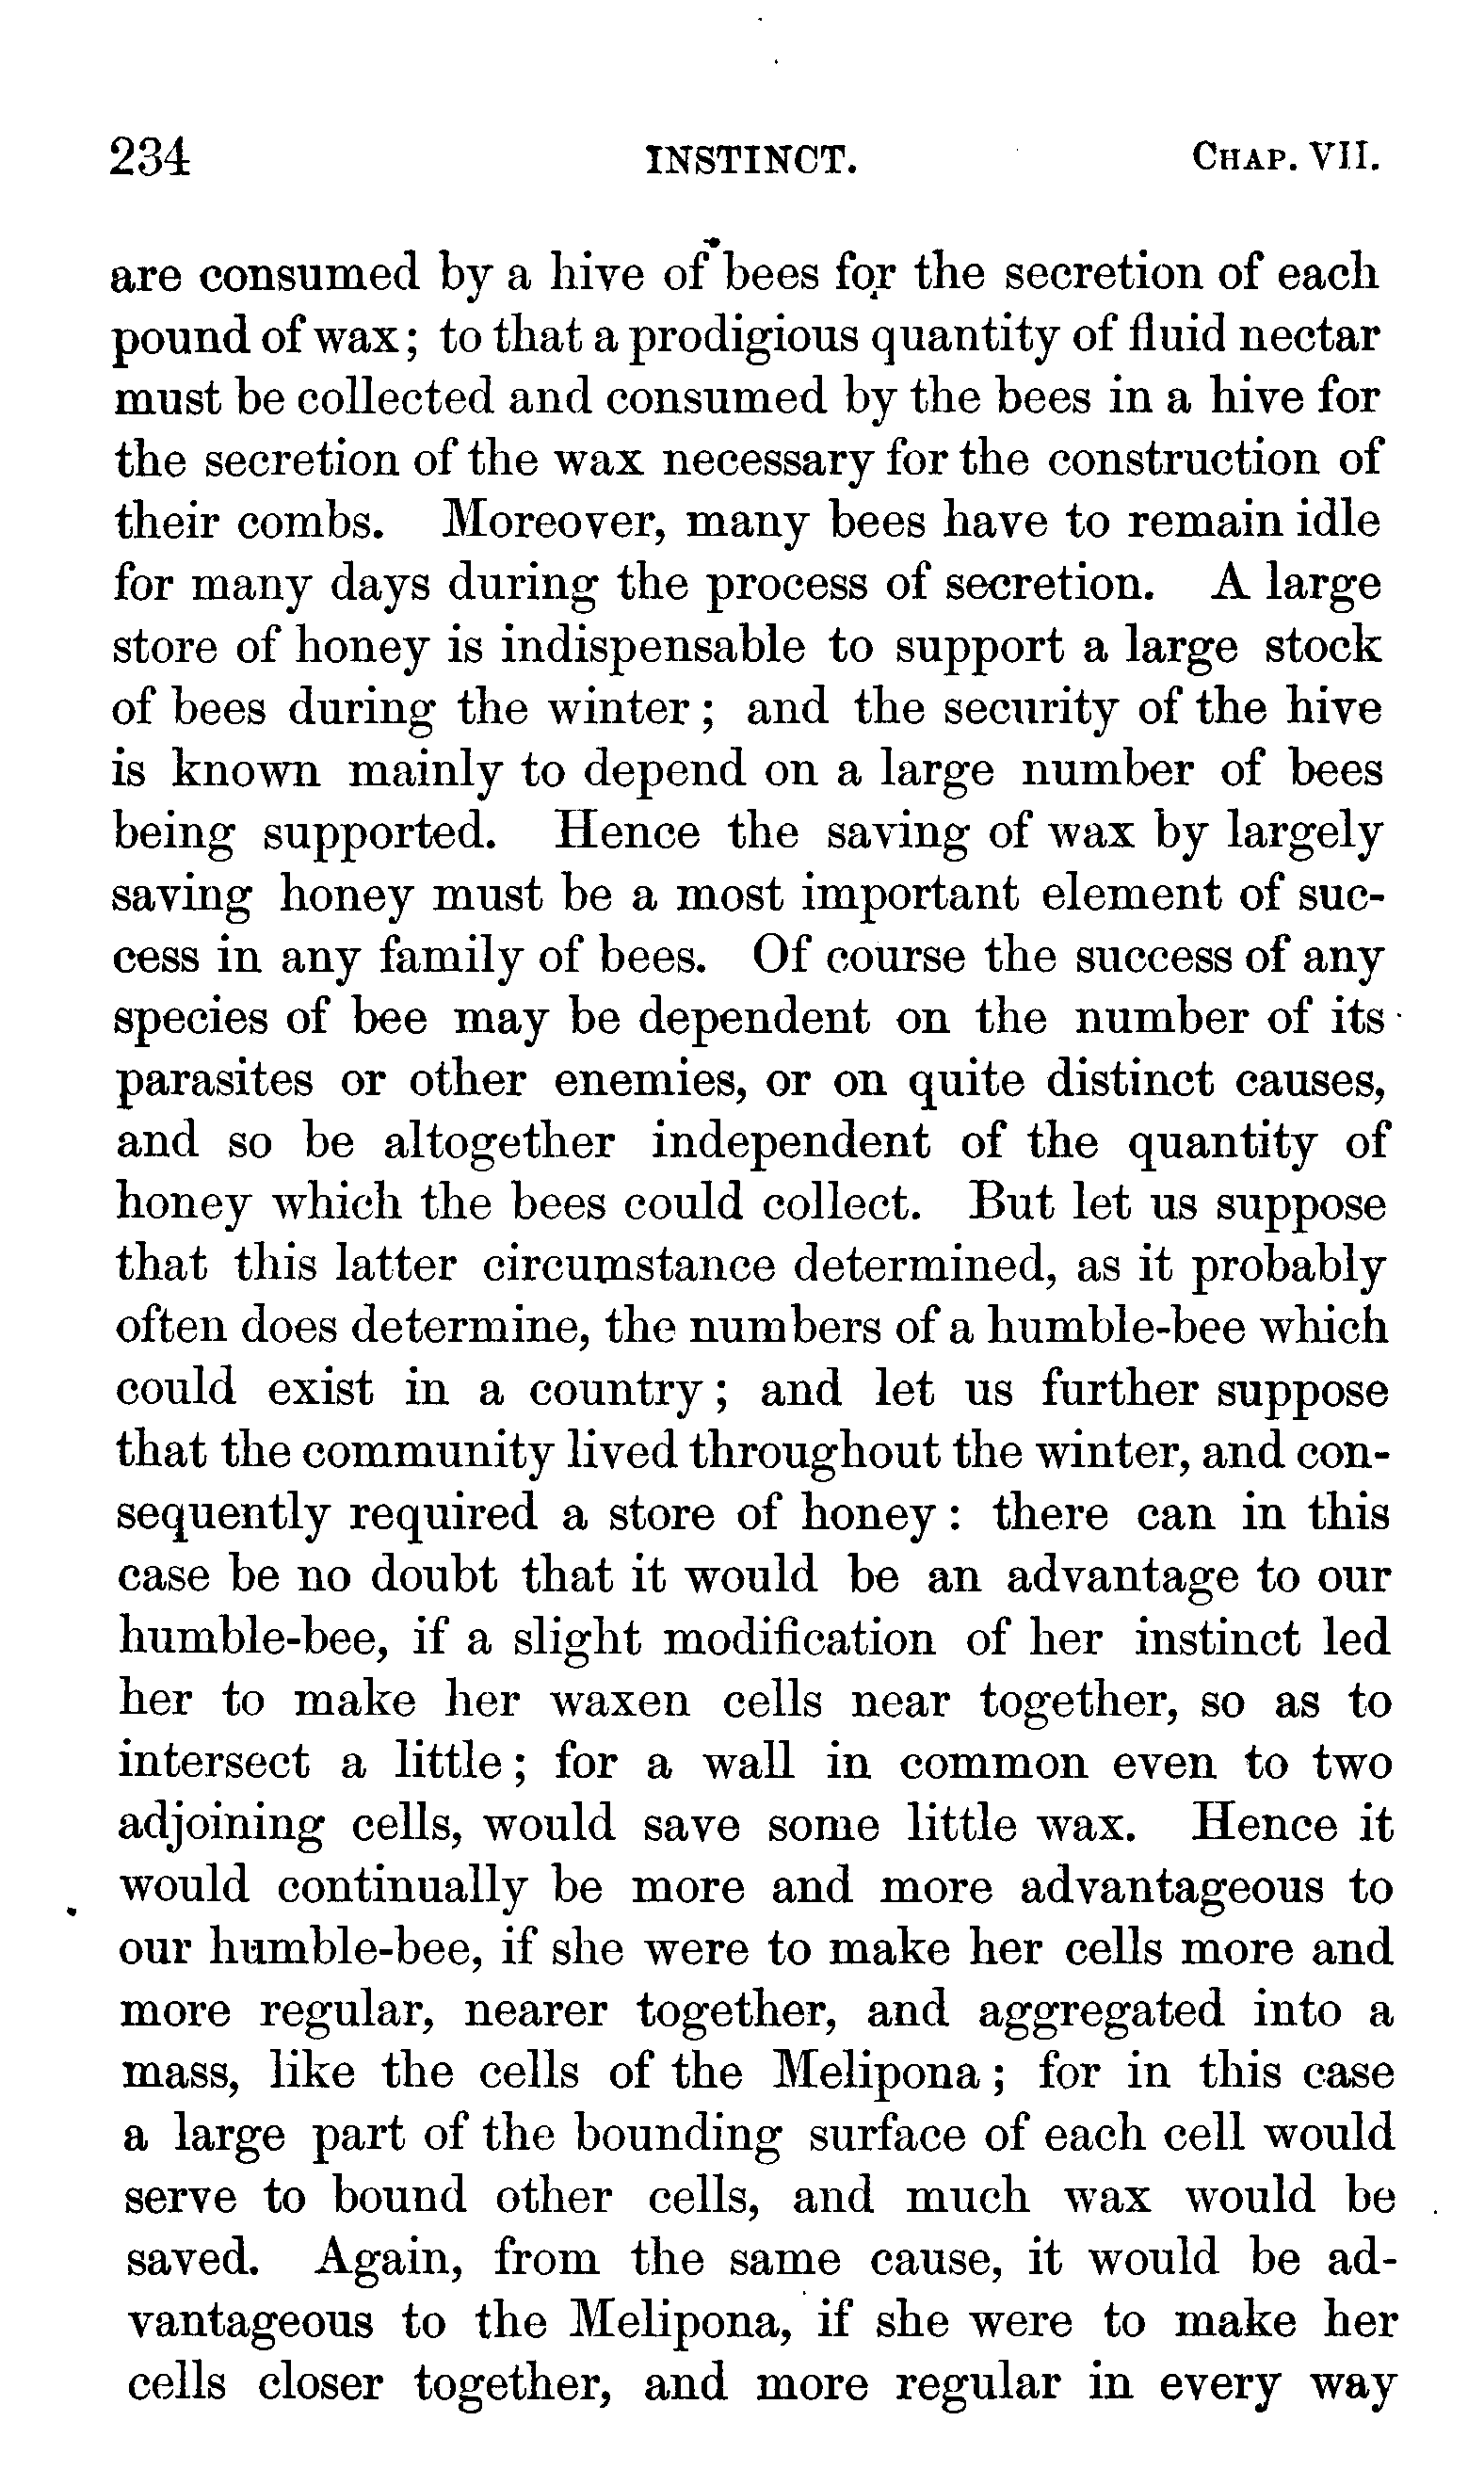 234 INSTINCT. CHAP. VII.
are consumed by a hive of bees for the secretion of each
pound of wax; to that a prodigious quantity of fluid nectar
must be collected and consumed by the bees in a hive for
the secretion of the wax necessary for the construction of
their combs. Moreover, many bees have to remain idle
for many days during the process of secretion. A large
store of honey is indispensable to support a large stock
of bees during the winter; and the security of the hive
is known mainly to depend on a large number of bees
being supported. Hence the saving of wax by largely
saving honey must be a most important element of suc-
cess in any family of bees. Of course the success of any
species of bee may be dependent on the number of its
parasites or other enemies, or on quite distinct causes,
and so be altogether independent of the quantity of
honey which the bees could collect. But let us suppose
that this latter circumstance determined, as it probably
often does determine, the numbers of a humble-bee which
could exist in a country; and let us further suppose
that the community lived throughout the winter, and con-
sequently required a store of honey: there can in this
case be no doubt that it would be an advantage to our
humble-bee, if a slight modification of her instinct led
her to make her waxen cells near together, so as to
intersect a little; for a wall in common even to two
adjoining cells, would save some little wax. Hence it
would continually be more and more advantageous to
our humble-bee, if she were to make her cells more and
more regular, nearer together, and aggregated into a
mass, like the cells of the Melipona; for in this case
a large part of the bounding surface of each cell would
serve to bound other cells, and much wax would be
saved. Again, from the same cause, it would be ad-
vantageous to the Melipona, if she were to make her
cells closer together, and more regular in every way